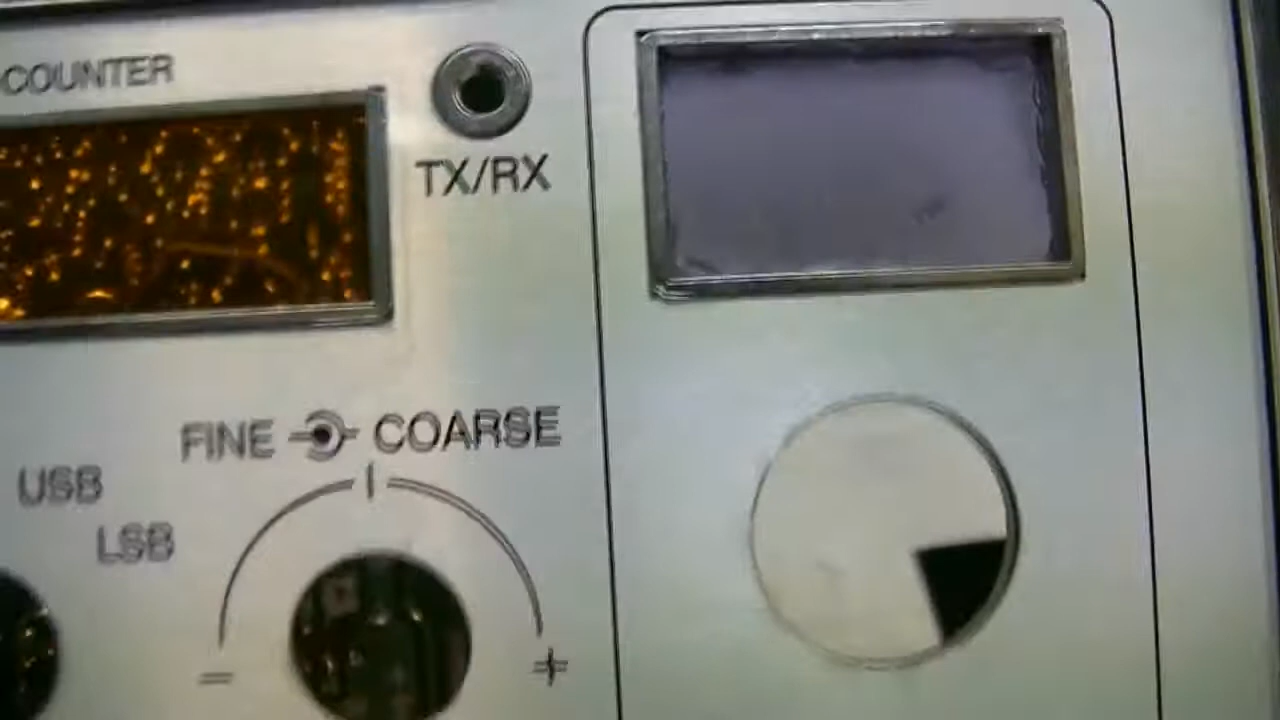 COUNTER
TX/RX
FINE COARSE
USB
LSB
- +